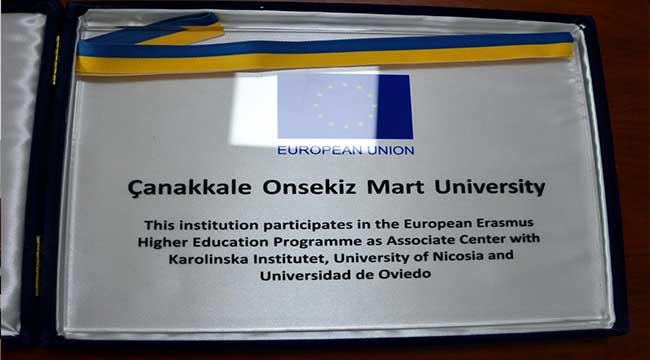 EUROPEAN UNION
Çanakkale Onsekiz Mart University
This institution participates in the European Erasmus
Higher Education Programme as Associate Center with
Karolinska Institutet, University of Nicosia and
Universidad de Oviedo